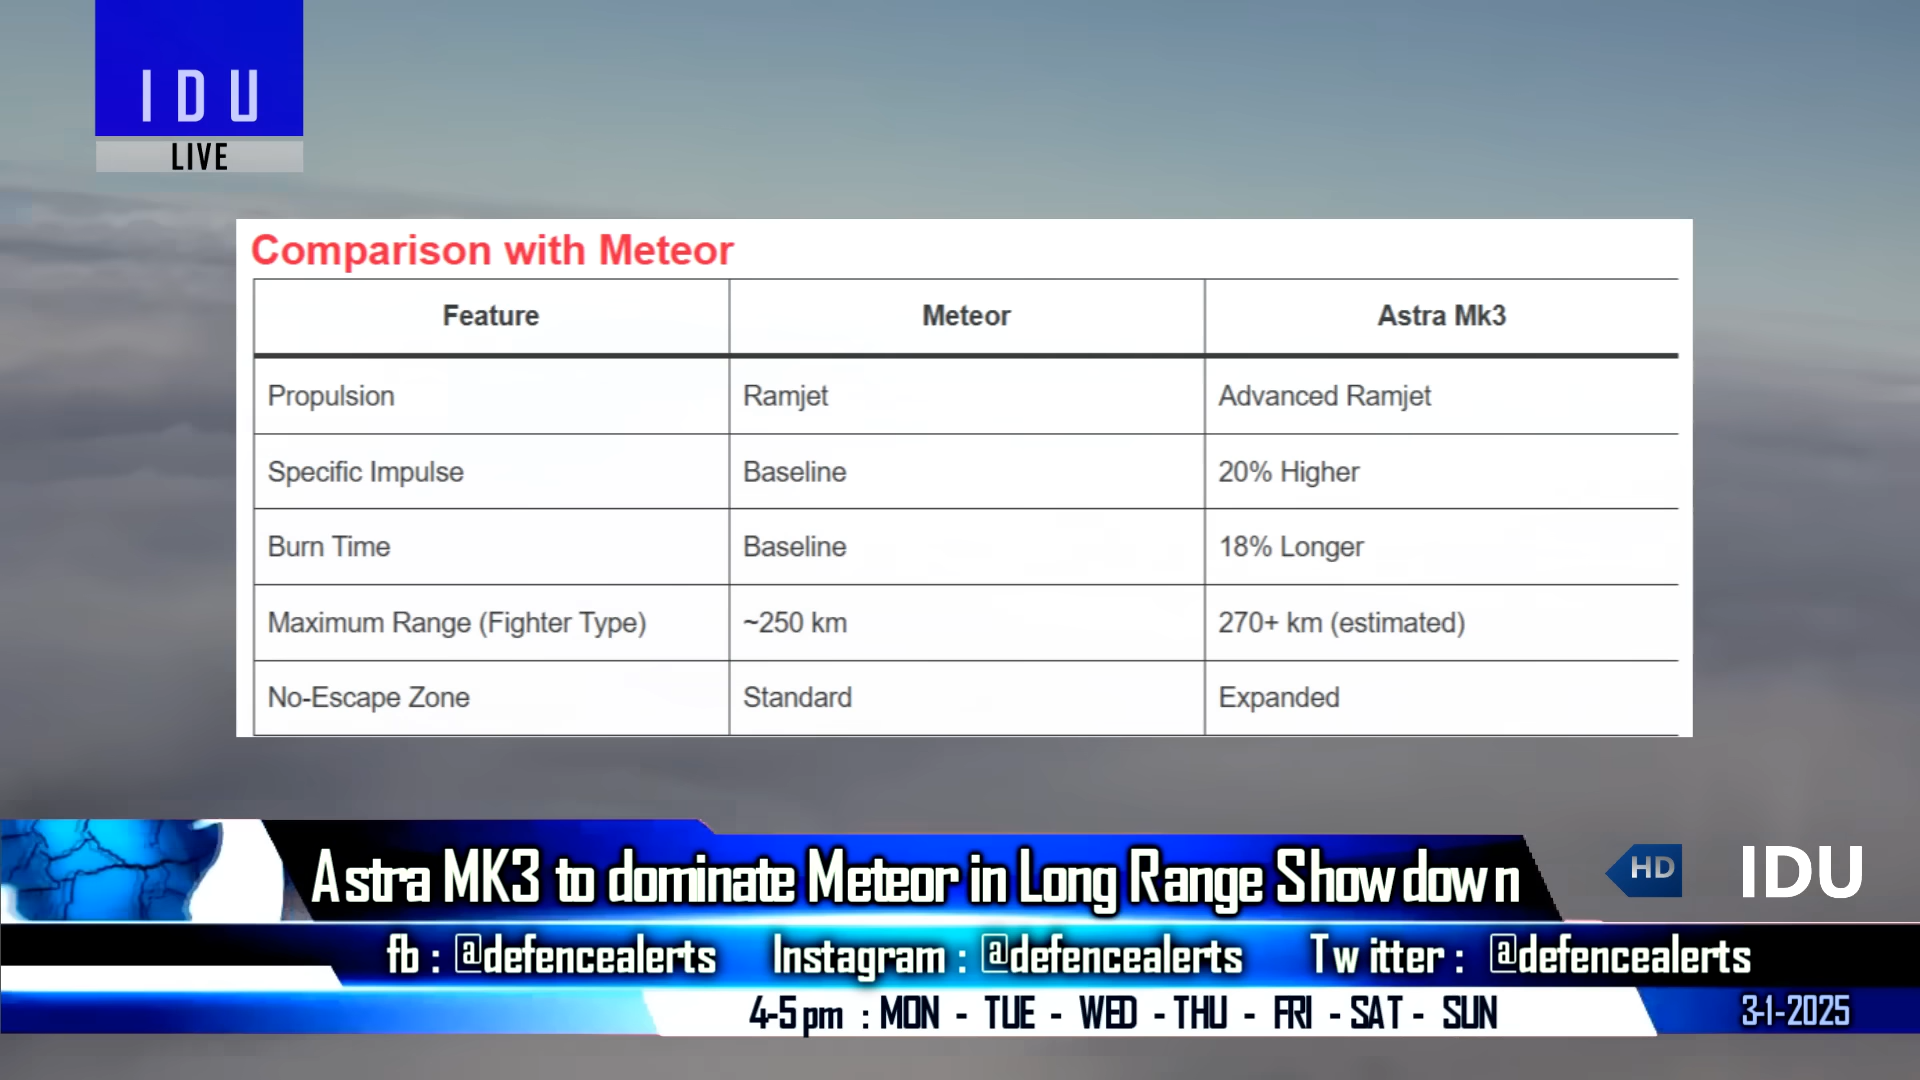 IDU
LIVE
Comparison with Meteor
Feature Meteor Astra Mk3
Propulsion Ramjet Advanced Ramjet
Specific Impulse Baseline 20% Higher
Burn Time Baseline 18% Longer
Maximum Range (Fighter Type) ~250 km 270+ km (estimated)
No-Escape Zone Standard Expanded
Astra MK3 to dominate Meteor in Long Range Showdown
HD IDU
fb : @defencealerts Instagram : @defencealerts Twitter : @defencealerts
4-5 pm : MON - TUE - WED - THU - FRI - SAT - SUN
3-1-2025